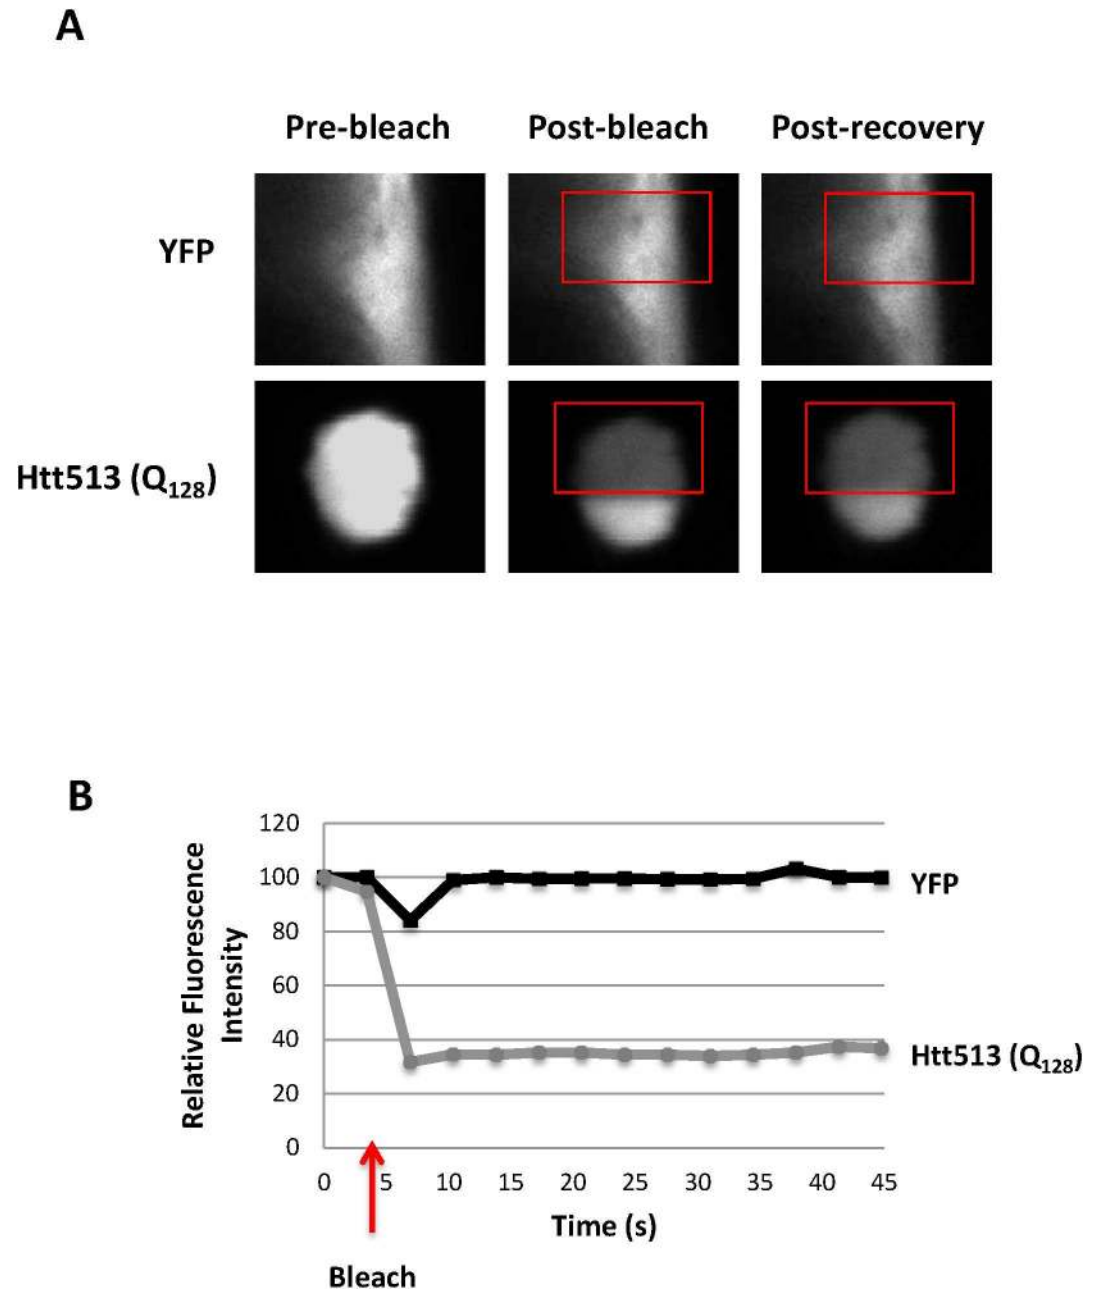 A
Pre-bleach Post-bleach Post-recovery
YFP
Htt513 (Q128)
B
Relative Fluorescence
Intensity
120
100
80
60
40
20
0
YFP
Htt513 (Q128)
0 5 10 15 20 25 30 35 40 45
Time (s)
Bleach